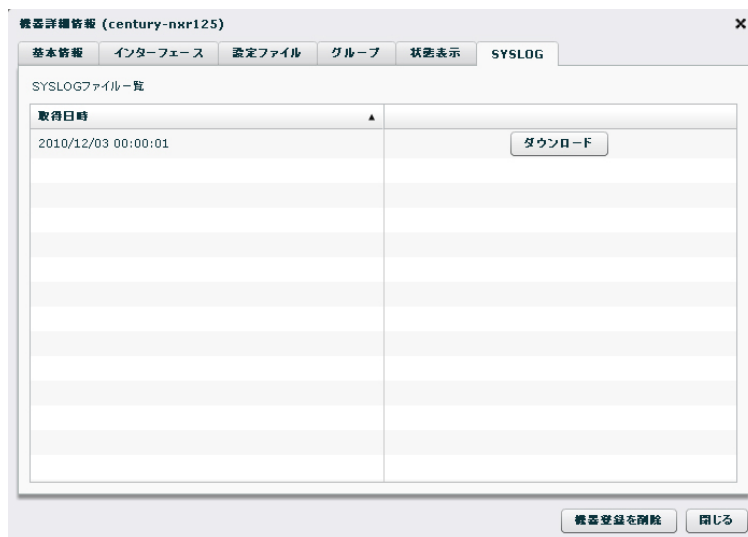 機器詳細情報 (century-nxr125)
基本情報 インターフェース 設定ファイル グループ 状態表示 SYSLOG
SYSLOGファイル一覧
取得日時 ▲
2010/12/03 00:00:01 ダウンロード
機器登録を削除 閉じる